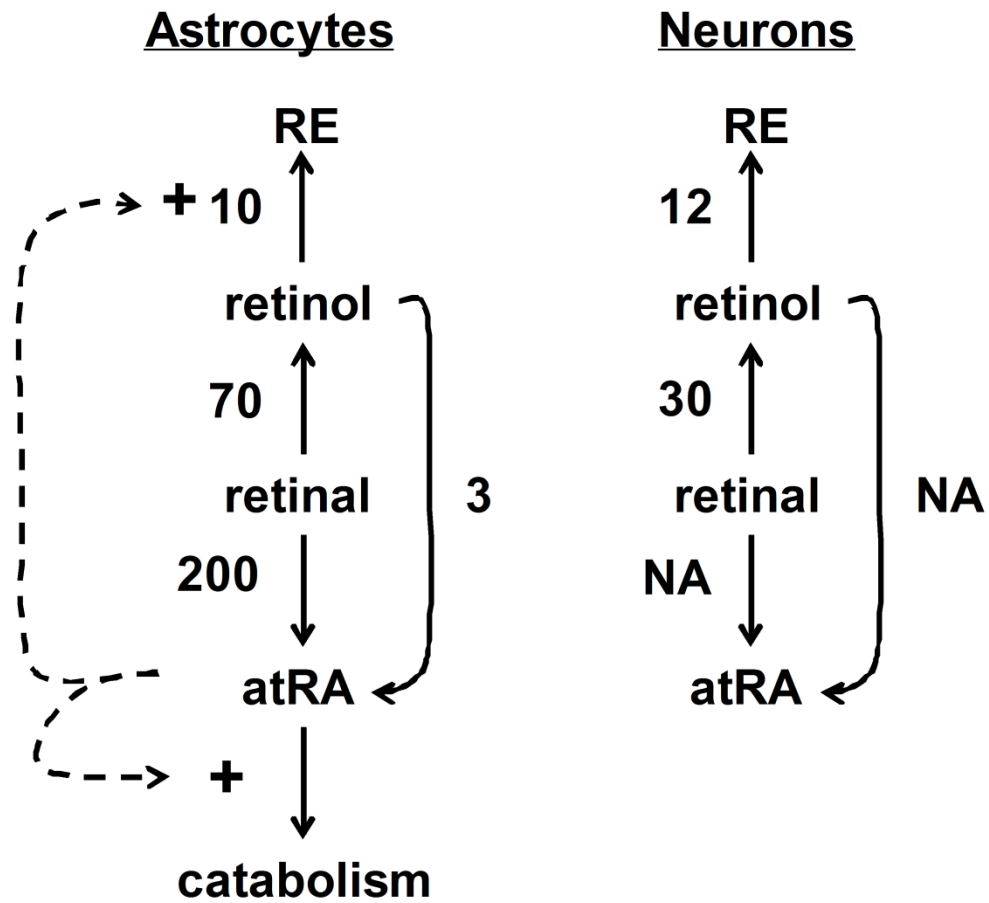 Astrocytes
RE
+ 10
retinol
70
retinal
3
200
atRA
+
catabolism
Neurons
RE
12
retinol
30
retinal
NA
NA
atRA